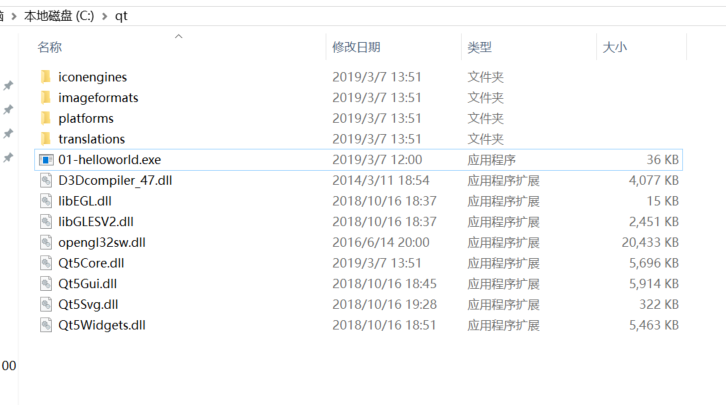 本地磁盘 (C:) > qt
名称 修改日期 类型 大小
iconengines 2019/3/7 13:51 文件夹
imageformats 2019/3/7 13:51 文件夹
platforms 2019/3/7 13:51 文件夹
translations 2019/3/7 13:51 文件夹
01-helloworld.exe 2019/3/7 12:00 应用程序 36 KB
D3Dcompiler_47.dll 2014/3/11 18:54 应用程序扩展 4,077 KB
libEGL.dll 2018/10/16 18:37 应用程序扩展 15 KB
libGLESV2.dll 2018/10/16 18:37 应用程序扩展 2,451 KB
opengl32sw.dll 2016/6/14 20:00 应用程序扩展 20,433 KB
Qt5Core.dll 2019/3/7 13:51 应用程序扩展 5,696 KB
Qt5Gui.dll 2018/10/16 18:45 应用程序扩展 5,914 KB
Qt5Svg.dll 2018/10/16 19:28 应用程序扩展 322 KB
Qt5Widgets.dll 2018/10/16 18:51 应用程序扩展 5,463 KB
00